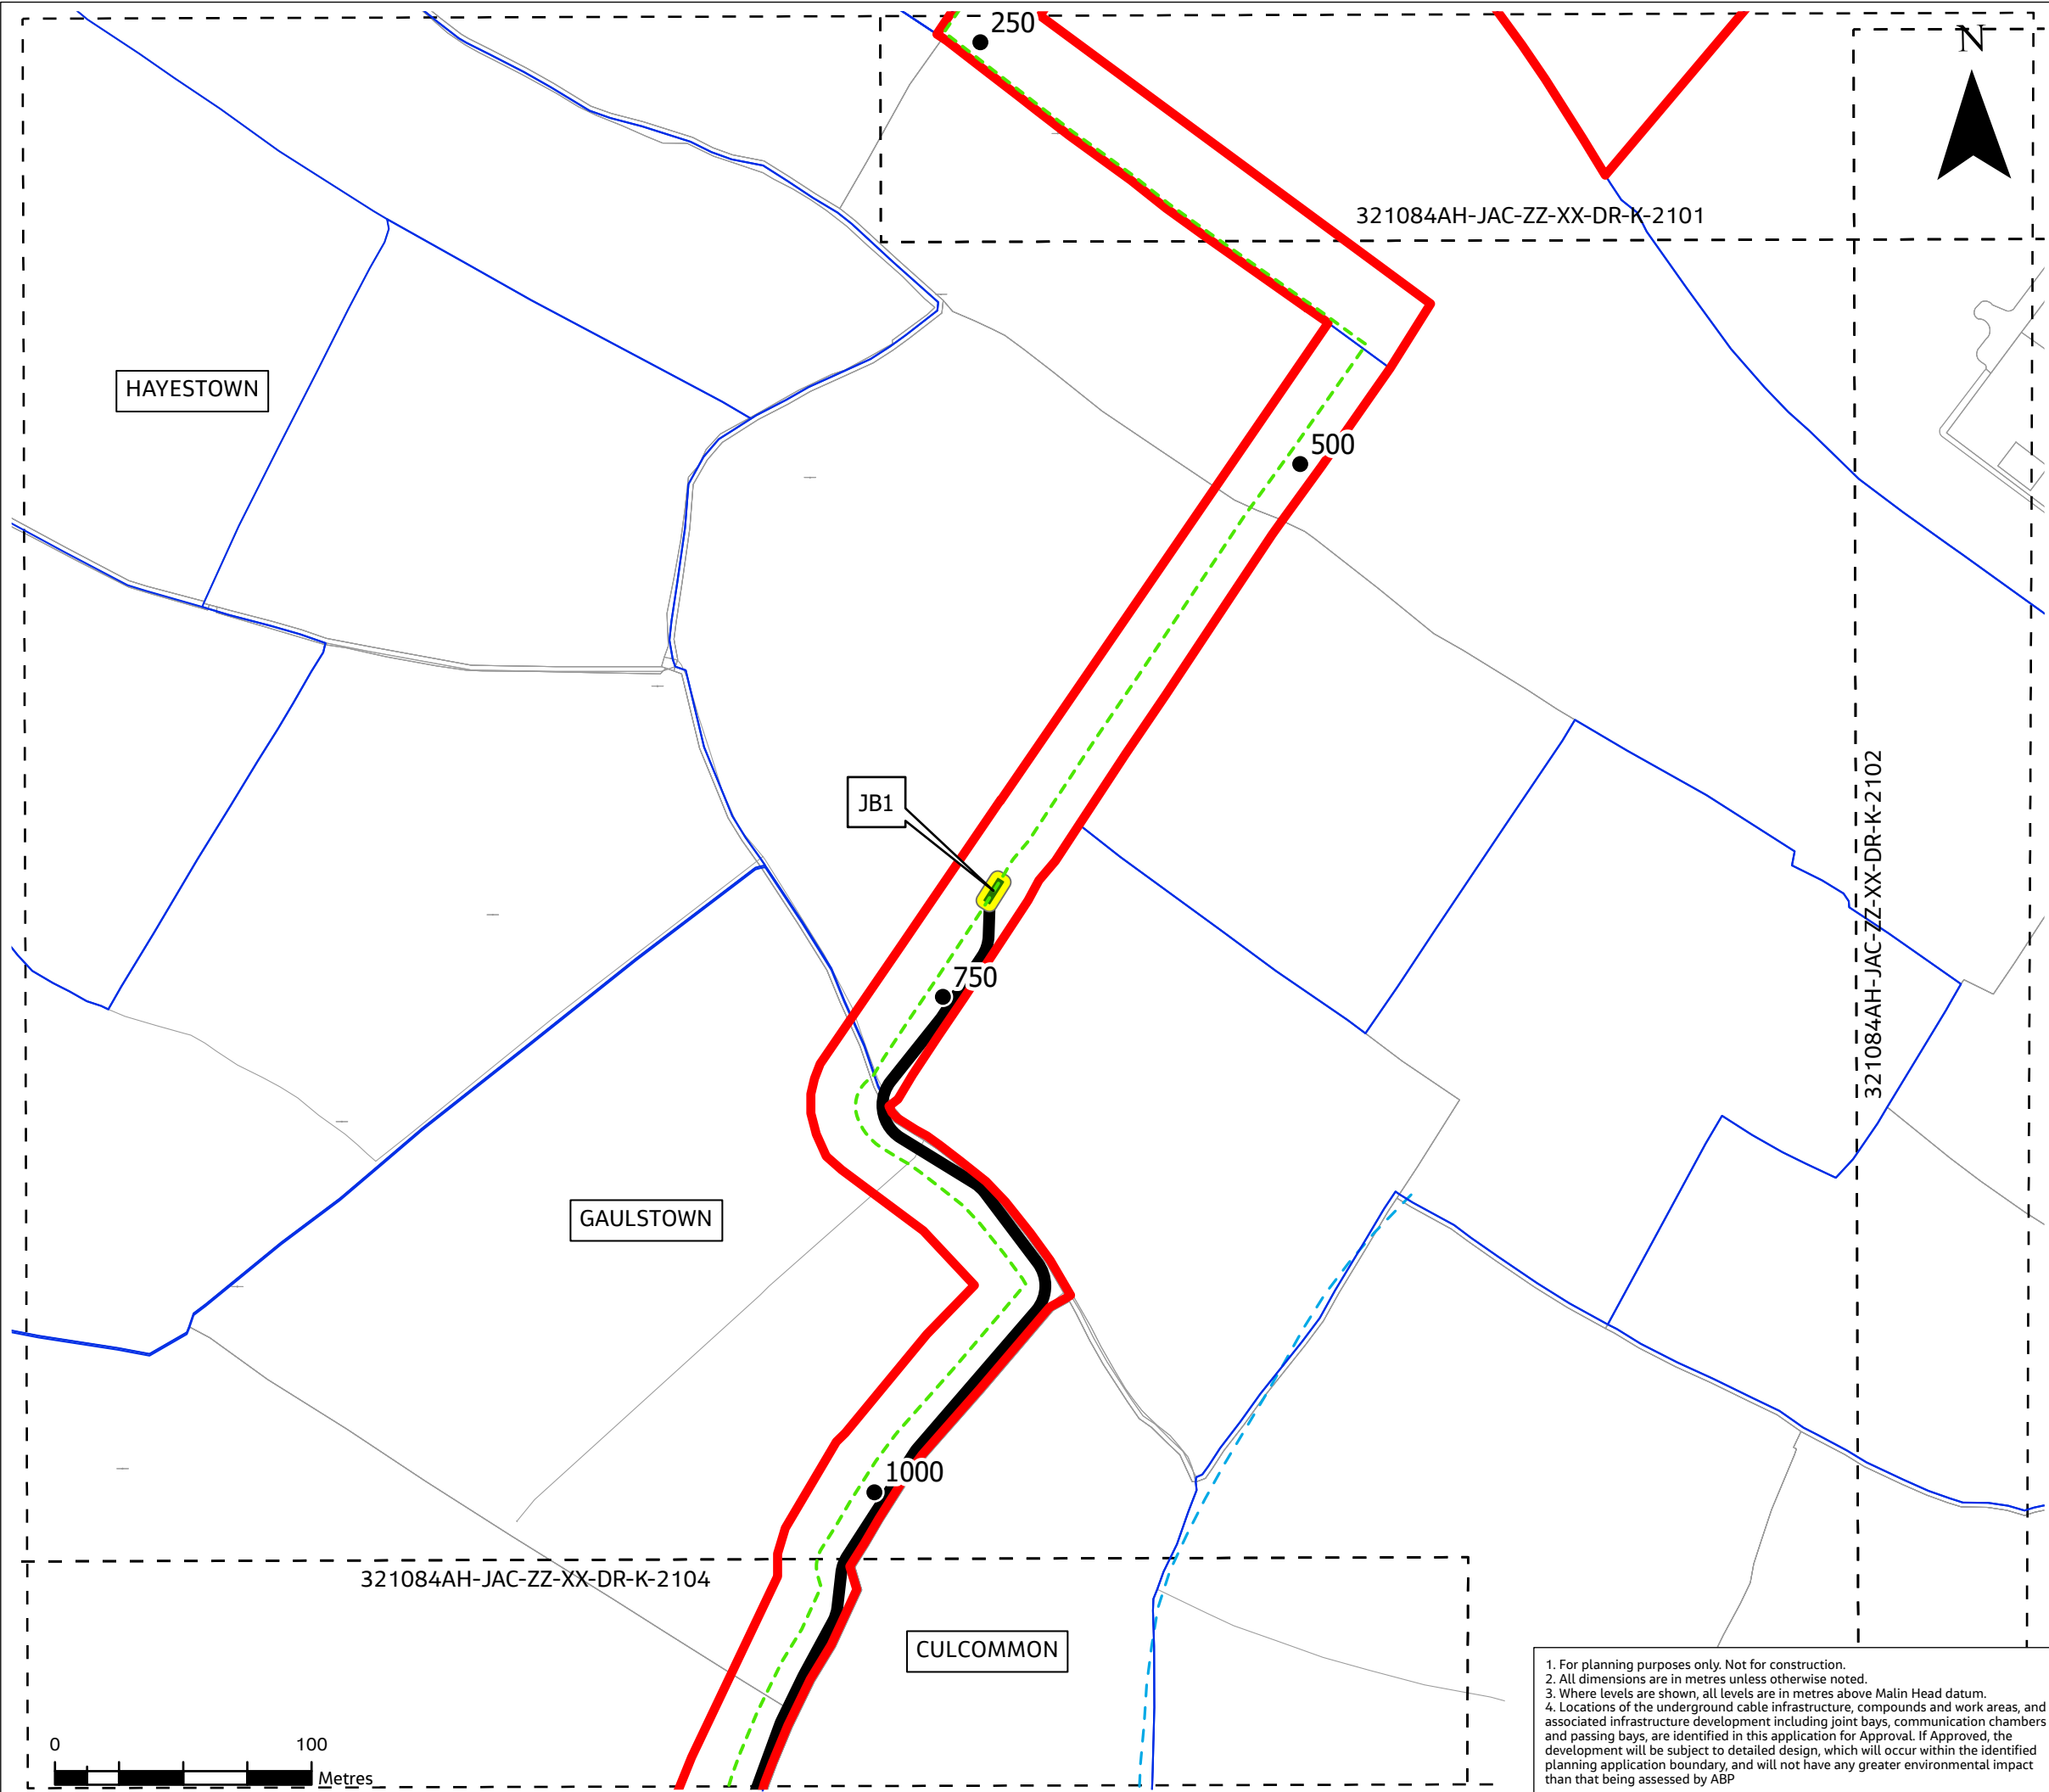 250
N
321084AH-JAC-ZZ-XX-DR-K-2101
HAYESTOWN
500
321084AH-JAC-ZZ-XX-DR-K-2102
JB1
750
GAULSTOWN
1000
321084AH-JAC-ZZ-XX-DR-K-2104
CULCOMMON
0 100
Metres
1. For planning purposes only. Not for construction.
2. All dimensions are in metres unless otherwise noted.
3. Where levels are shown, all levels are in metres above Malin Head datum.
4. Locations of the underground cable infrastructure, compounds and work areas, and
associated infrastructure development including joint bays, communication chambers
and passing bays, are identified in this application for Approval. If Approved, the
development will be subject to detailed design, which will occur within the identified
planning application boundary, and will not have any greater environmental impact
than that being assessed by ABP